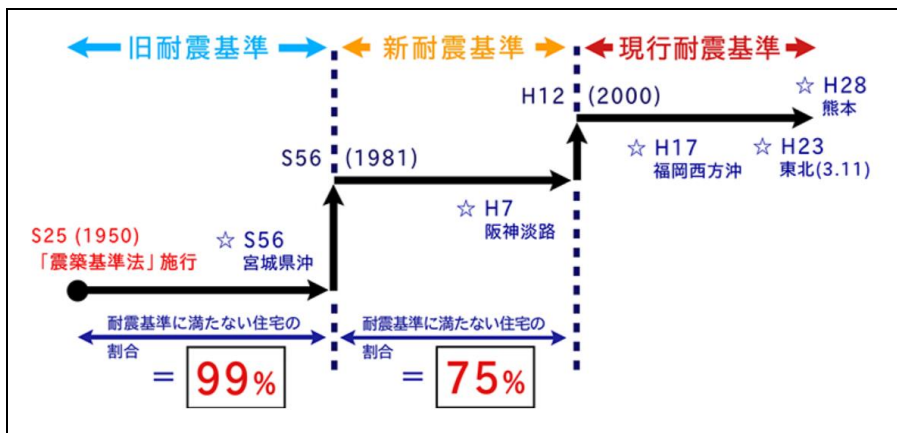 旧耐震基準
新耐震基準
現行耐震基準
☆ H28
熊本
H12 (2000)
☆ H17
福岡西方沖
☆ H23
東北(3.11)
S56 (1981)
☆ H7
阪神淡路
S25 (1950)
「震築基準法」施行
☆ S56
宮城県沖
耐震基準に満たない住宅の
割合
= 99%
耐震基準に満たない住宅の
割合
= 75%